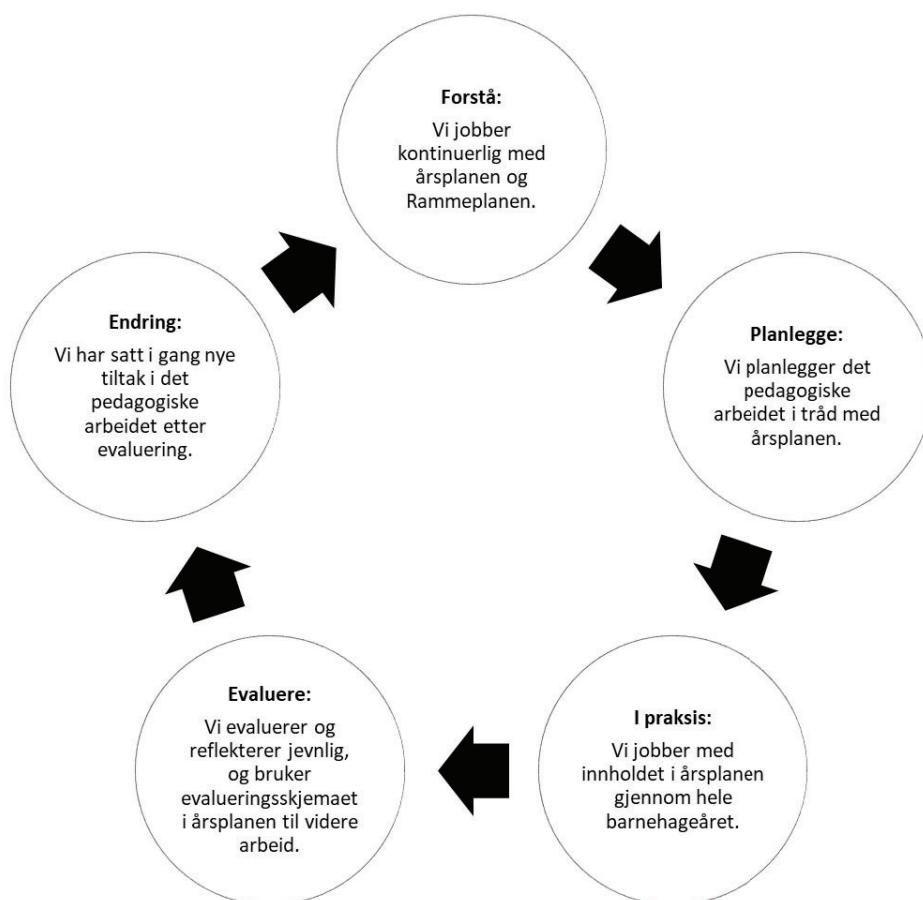 Forstå:
Vi jobber
kontinuerlig med
årsplanen og
Rammeplanen.
Planlegge:
Vi planlegger det
pedagogiske
arbeidet i tråd med
årsplanen.
I praksis:
Vi jobber med
innholdet i årsplanen
gjennom hele
barnehageåret.
Evaluere:
Vi evaluerer og
reflekterer jevnlig,
og bruker
evalueringsskjemaet
i årsplanen til videre
arbeid.
Endring:
Vi har satt i gang nye
tiltak i det
pedagogiske
arbeidet etter
evaluering.